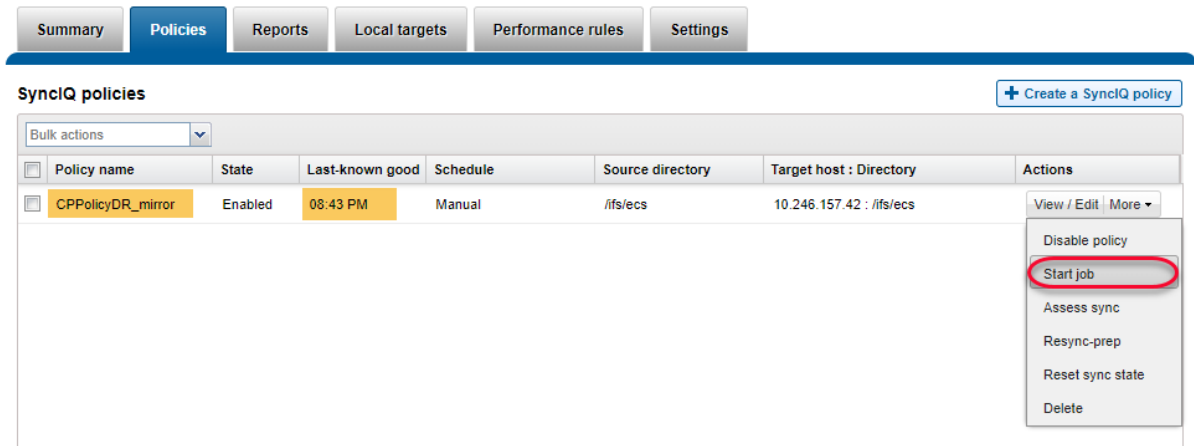 Summary Policies Reports Local targets Performance rules Settings
SyncIQ policies
+ Create a SyncIQ policy
Bulk actions
Policy name State Last-known good Schedule Source directory Target host : Directory Actions
CPPolicyDR_mirror Enabled 08:43 PM Manual /ifs/ecs 10.246.157.42 : /ifs/ecs View / Edit More
Disable policy
Start job
Assess sync
Resync-prep
Reset sync state
Delete